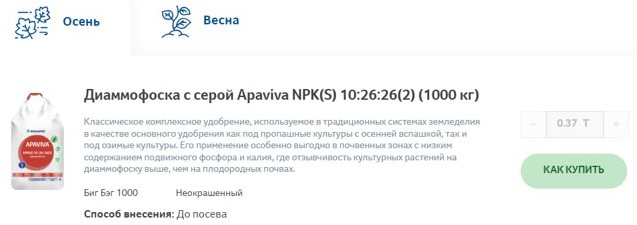 Осень
Весна
Диаммофоска с серой Apaviva NPK(S) 10:26:26(2) (1000 кг)
Классическое комплексное удобрение, используемое в традиционных системах земледелия
в качестве основного удобрения как под пропашные культуры с осенней вспашкой, так и
под озимые культуры. Его применение особенно выгодно в почвенных зонах с низким
содержанием подвижного фосфора и калия, где отзывчивость культурных растений на
диаммофоску выше, чем на плодородных почвах.
– 0.37 Т +
КАК КУПИТЬ
Биг Бэг 1000 Неокрашенный
Способ внесения: До посева
APAVIVA